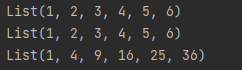 List(1, 2, 3, 4, 5, 6)
List(1, 2, 3, 4, 5, 6)
List(1, 4, 9, 16, 25, 36)